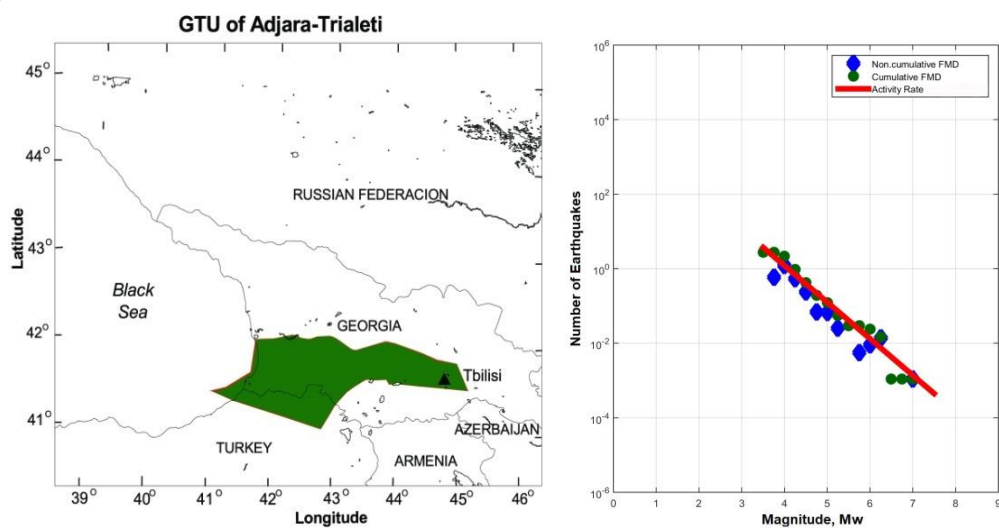 GTU of Adjara-Trialeti
45°
44°
43°
42°
41°
Latitude
RUSSIAN FEDERACION
Black
Sea
GEORGIA
Tbilisi
AZERBAIJAN
TURKEY
ARMENIA
39° 40° 41° 42° 43° 44° 45° 46°
Longitude
Non.cumulative FMD
Cumulative FMD
Activity Rate
10^6
10^4
10^2
10^0
10^-2
10^-4
10^-6
Number of Earthquakes
0 1 2 3 4 5 6 7 8 9
Magnitude, Mw